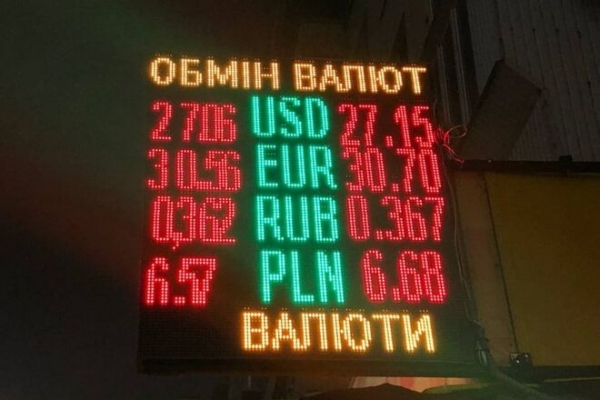 ОБМІН ВАЛЮТ
27.06 USD 27.15
30.56 EUR 30.70
0.362 RUB 0.367
6.57 PLN 6.68
ВАЛЮТИ